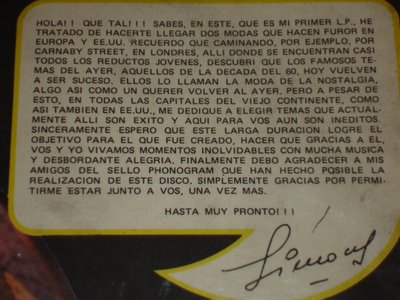 HOLA!! QUE TAL!!! SABES, EN ESTE, QUE ES MI PRIMER L.P., HE
TRATADO DE HACERTE LLEGAR DOS MODAS QUE HACEN FUROR EN
EUROPA Y EE.UU. RECUERDO QUE CAMINANDO, POR EJEMPLO, POR
CARNABY STREET, EN LONDRES, ALLI DONDE SE ENCUENTRAN CASI
TODOS LOS REDUCTOS JOVENES, DESCUBRI QUE LOS FAMOSOS TE-
MAS DEL AYER, AQUELLOS DE LA DECADA DEL 60, HOY VUELVEN
A SER SUCESO. ELLOS LO LLAMAN LA MODA DE LA NOSTALGIA,
ALGO ASI COMO UN QUERER VOLVER AL AYER. PERO A PESAR DE
ESTO, EN TODAS LAS CAPITALES DEL VIEJO CONTINENTE, COMO
ASI TAMBIEN EN EE.UU., ME DEDIQUE A ELEGIR TEMAS QUE ACTUAL-
MENTE ALLI SON EXITO Y AQUI PARA VOS AUN SON INEDITOS.
SINCERAMENTE ESPERO QUE ESTA LARGA DURACION LOGRE EL
OBJETIVO PARA EL QUE FUE CREADO, HACER QUE GRACIAS A EL,
VOS Y YO VIVAMOS MOMENTOS INOLVIDABLES CON MUCHA MUSICA
Y DESBORDANTE ALEGRIA. FINALMENTE DEBO AGRADECER A MIS
AMIGOS DEL SELLO PHONOGRAM QUE HAN HECHO POSIBLE LA
REALIZACION DE ESTE DISCO. SIMPLEMENTE GRACIAS POR PERMI-
TIRME ESTAR JUNTO A VOS, UNA VEZ MAS.
HASTA MUY PRONTO!!!